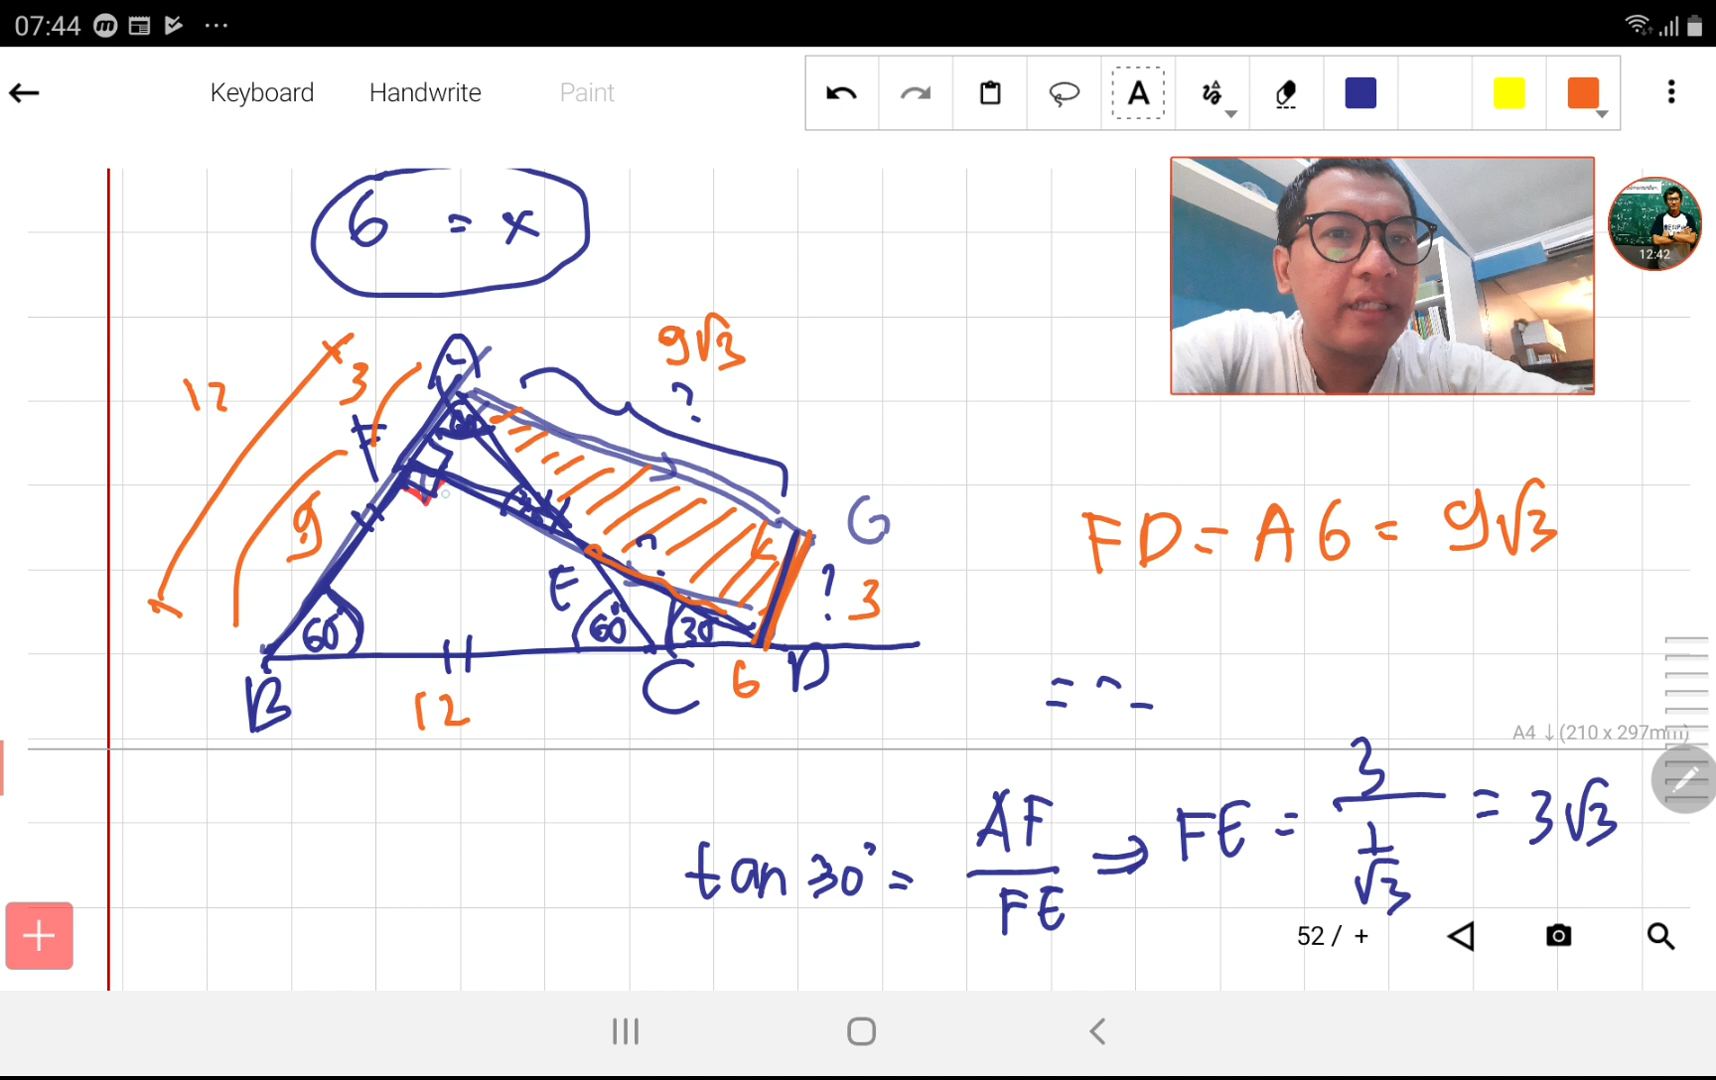 07:44
Keyboard Handwrite Paint
A
12:42
6 = x
12
3
9√3
?
A
F
9
G
FD = AG = 9√3
E
? 3
60°
60°
30°
B
12
C
6
D
A4 ↓(210 x 297mm)
tan 30° = AF / FE ⇒ FE = 3 / (1/√3) = 3√3
52 / +